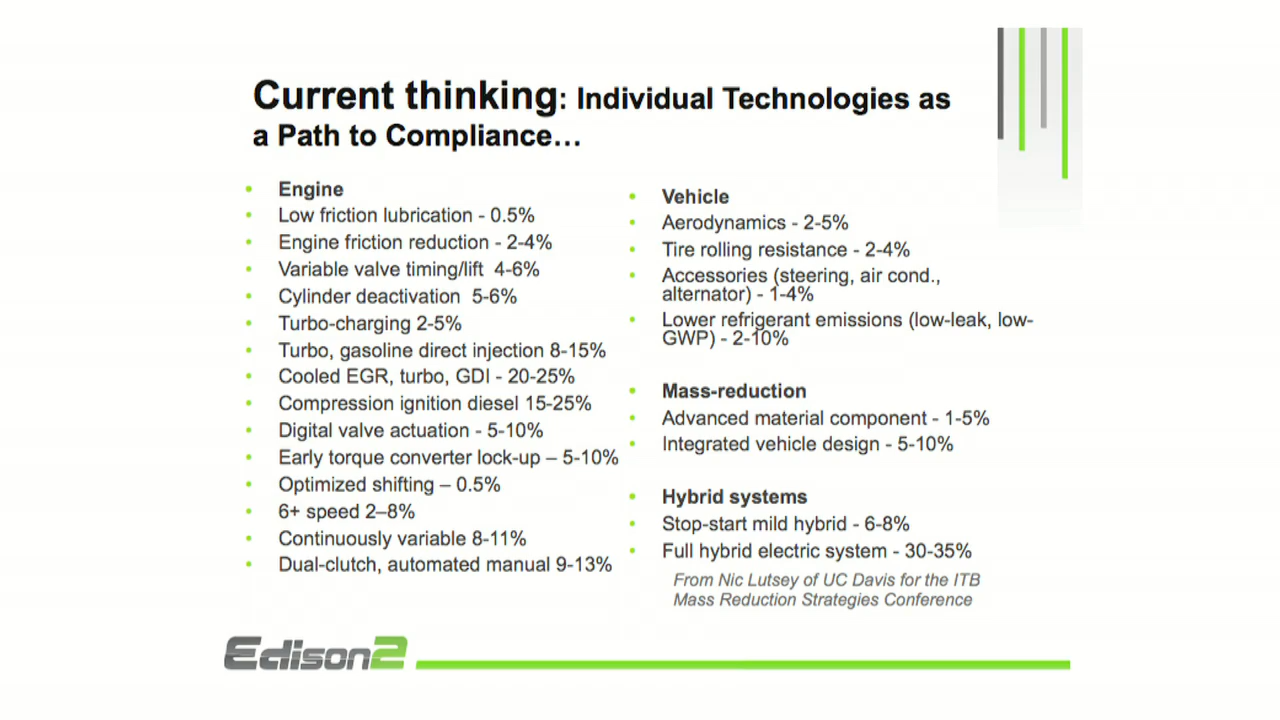 Current thinking: Individual Technologies as
a Path to Compliance…
• Engine
• Low friction lubrication - 0.5%
• Engine friction reduction - 2-4%
• Variable valve timing/lift 4-6%
• Cylinder deactivation 5-6%
• Turbo-charging 2-5%
• Turbo, gasoline direct injection 8-15%
• Cooled EGR, turbo, GDI - 20-25%
• Compression ignition diesel 15-25%
• Digital valve actuation - 5-10%
• Early torque converter lock-up – 5-10%
• Optimized shifting – 0.5%
• 6+ speed 2–8%
• Continuously variable 8-11%
• Dual-clutch, automated manual 9-13%
• Vehicle
• Aerodynamics - 2-5%
• Tire rolling resistance - 2-4%
• Accessories (steering, air cond.,
alternator) - 1-4%
• Lower refrigerant emissions (low-leak, low-
GWP) - 2-10%
• Mass-reduction
• Advanced material component - 1-5%
• Integrated vehicle design - 5-10%
• Hybrid systems
• Stop-start mild hybrid - 6-8%
• Full hybrid electric system - 30-35%
From Nic Lutsey of UC Davis for the ITB
Mass Reduction Strategies Conference
Edison2